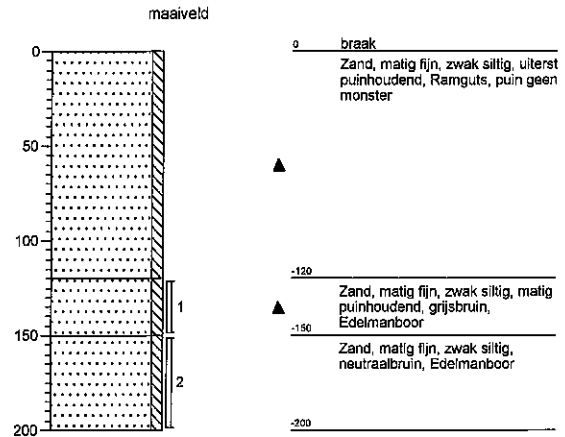 maaiveld
0
50
100
150
200
1
2
0 braak
Zand, matig fijn, zwak siltig, uiterst
puinhoudend, Ramguts, puin geen
monster
-120
Zand, matig fijn, zwak siltig, matig
puinhoudend, grijsbruin,
Edelmanboor
-150
Zand, matig fijn, zwak siltig,
neutraalbruin, Edelmanboor
-200